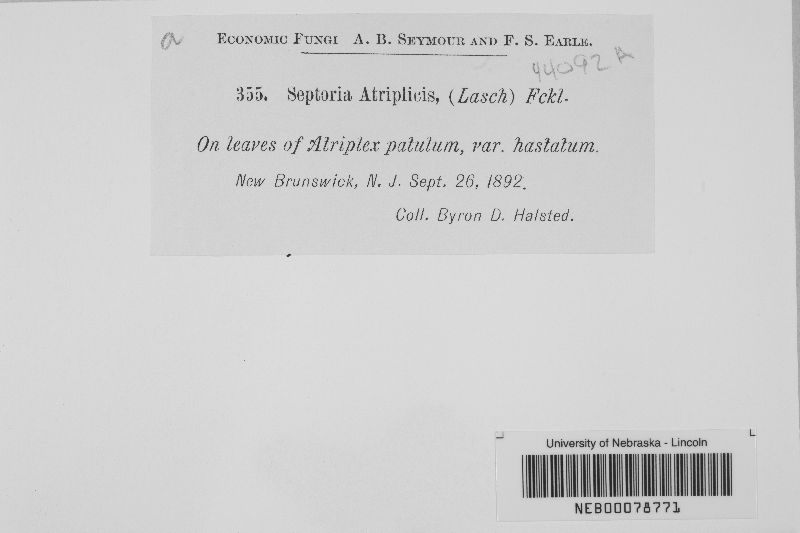 a
Economic Fungi A. B. Seymour and F. S. Earle.
44092 A
355. Septoria Atriplicis, (Lasch) Fckl.
On leaves of Atriplex patulum, var. hastatum.
New Brunswick, N. J. Sept. 26, 1892.
Coll. Byron D. Halsted.
University of Nebraska - Lincoln
NEB00078771